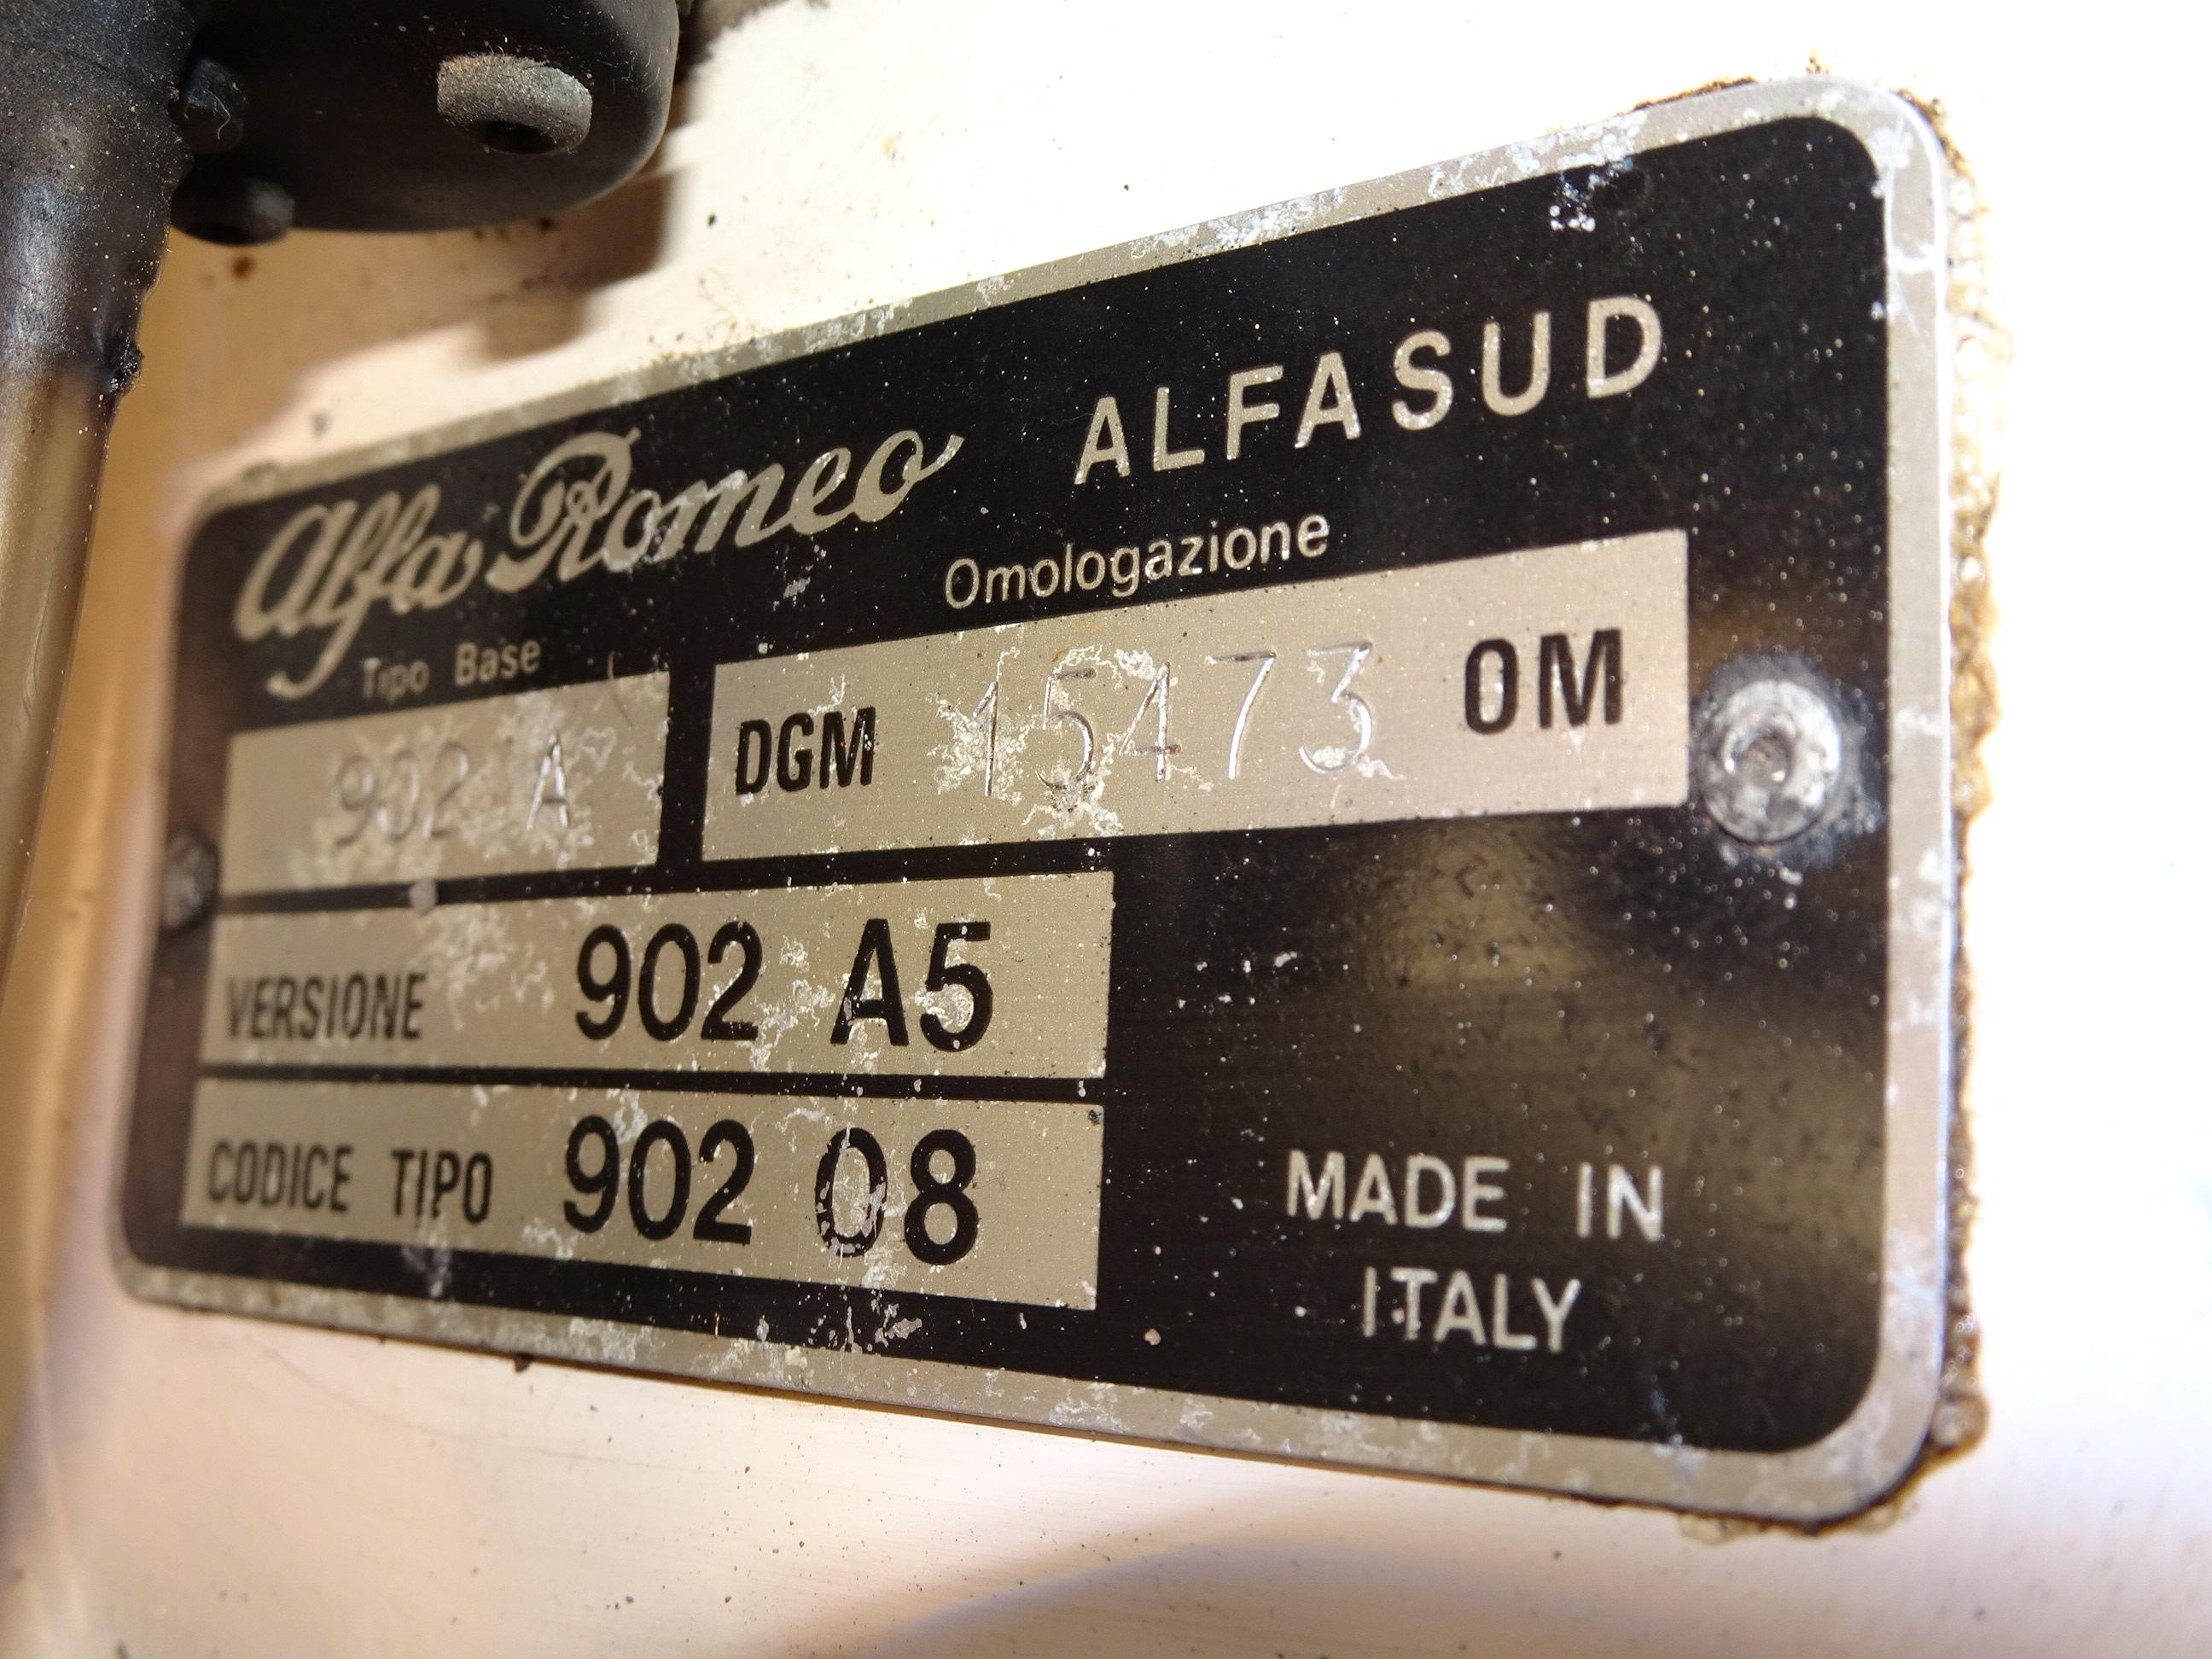 Alfa Romeo ALFASUD
Tipo Base Omologazione
902 A DGM 15473 OM
VERSIONE 902 A5
CODICE TIPO 902 08
MADE IN
ITALY